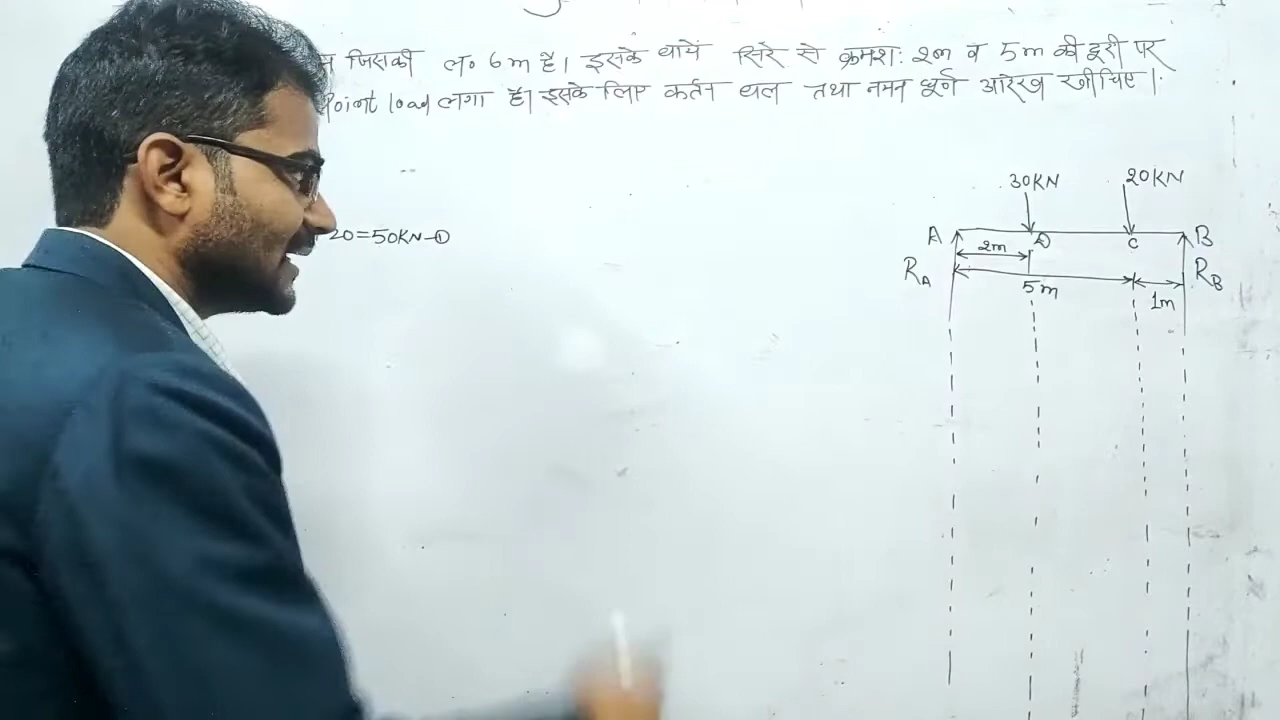 जिसकी ल० 6m है। इसके बायें सिरे से क्रमशः 2m व 5m की दूरी पर
Point load लगा है। इसके लिए कर्तन बल तथा नमन घूर्ण आरेख खींचिए।
30KN 20KN
20=50KN-①
A D C B
2m
RA RB
5m 1m